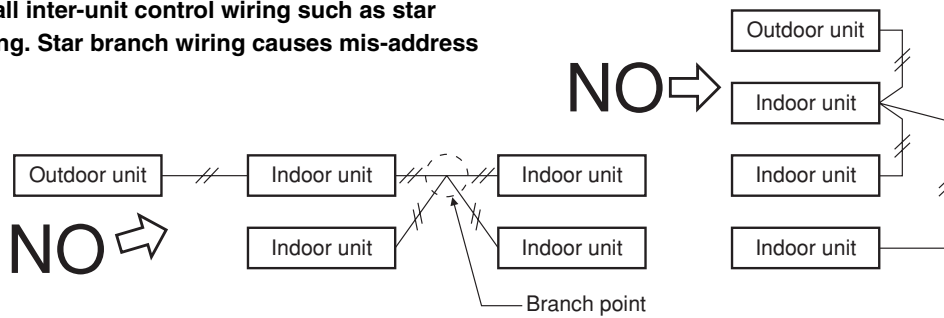 all inter-unit control wiring such as star
ng. Star branch wiring causes mis-address
Outdoor unit
NO
Indoor unit
Outdoor unit
Indoor unit
Indoor unit
Indoor unit
NO
Indoor unit
Indoor unit
Indoor unit
Branch point